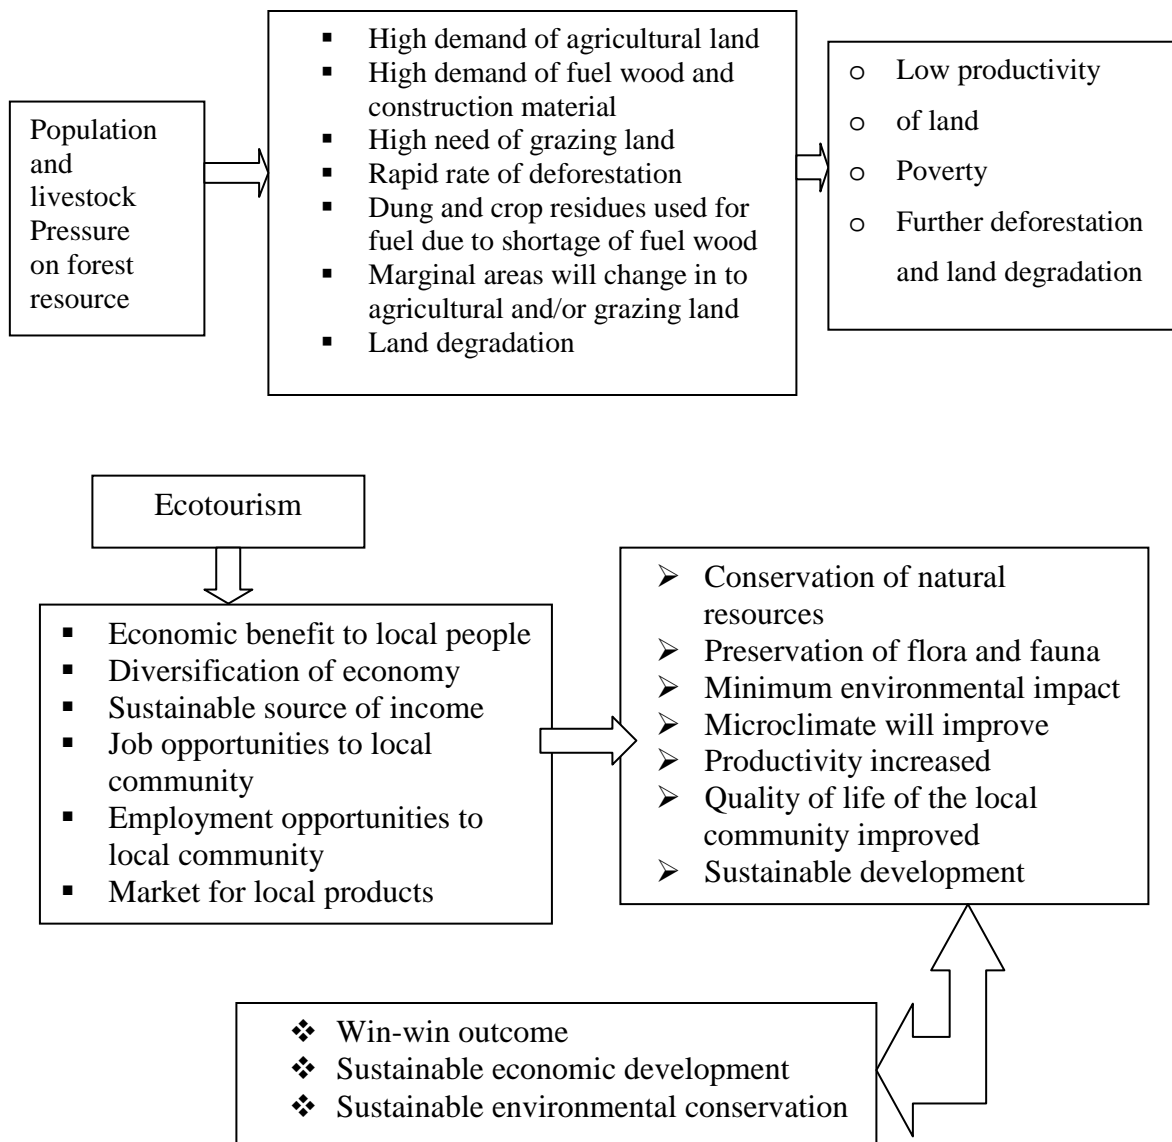 Population
and
livestock
Pressure
on forest
resource
▪ High demand of agricultural land
▪ High demand of fuel wood and
construction material
▪ High need of grazing land
▪ Rapid rate of deforestation
▪ Dung and crop residues used for
fuel due to shortage of fuel wood
▪ Marginal areas will change in to
agricultural and/or grazing land
▪ Land degradation
o Low productivity
o of land
o Poverty
o Further deforestation
and land degradation
Ecotourism
▪ Economic benefit to local people
▪ Diversification of economy
▪ Sustainable source of income
▪ Job opportunities to local
community
▪ Employment opportunities to
local community
▪ Market for local products
➢ Conservation of natural
resources
➢ Preservation of flora and fauna
➢ Minimum environmental impact
➢ Microclimate will improve
➢ Productivity increased
➢ Quality of life of the local
community improved
➢ Sustainable development
❖ Win-win outcome
❖ Sustainable economic development
❖ Sustainable environmental conservation